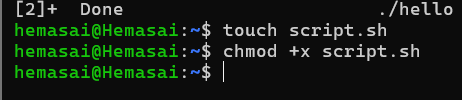 [2]+  Done                    ./hello
hemasai@Hemasai:~$ touch script.sh
hemasai@Hemasai:~$ chmod +x script.sh
hemasai@Hemasai:~$